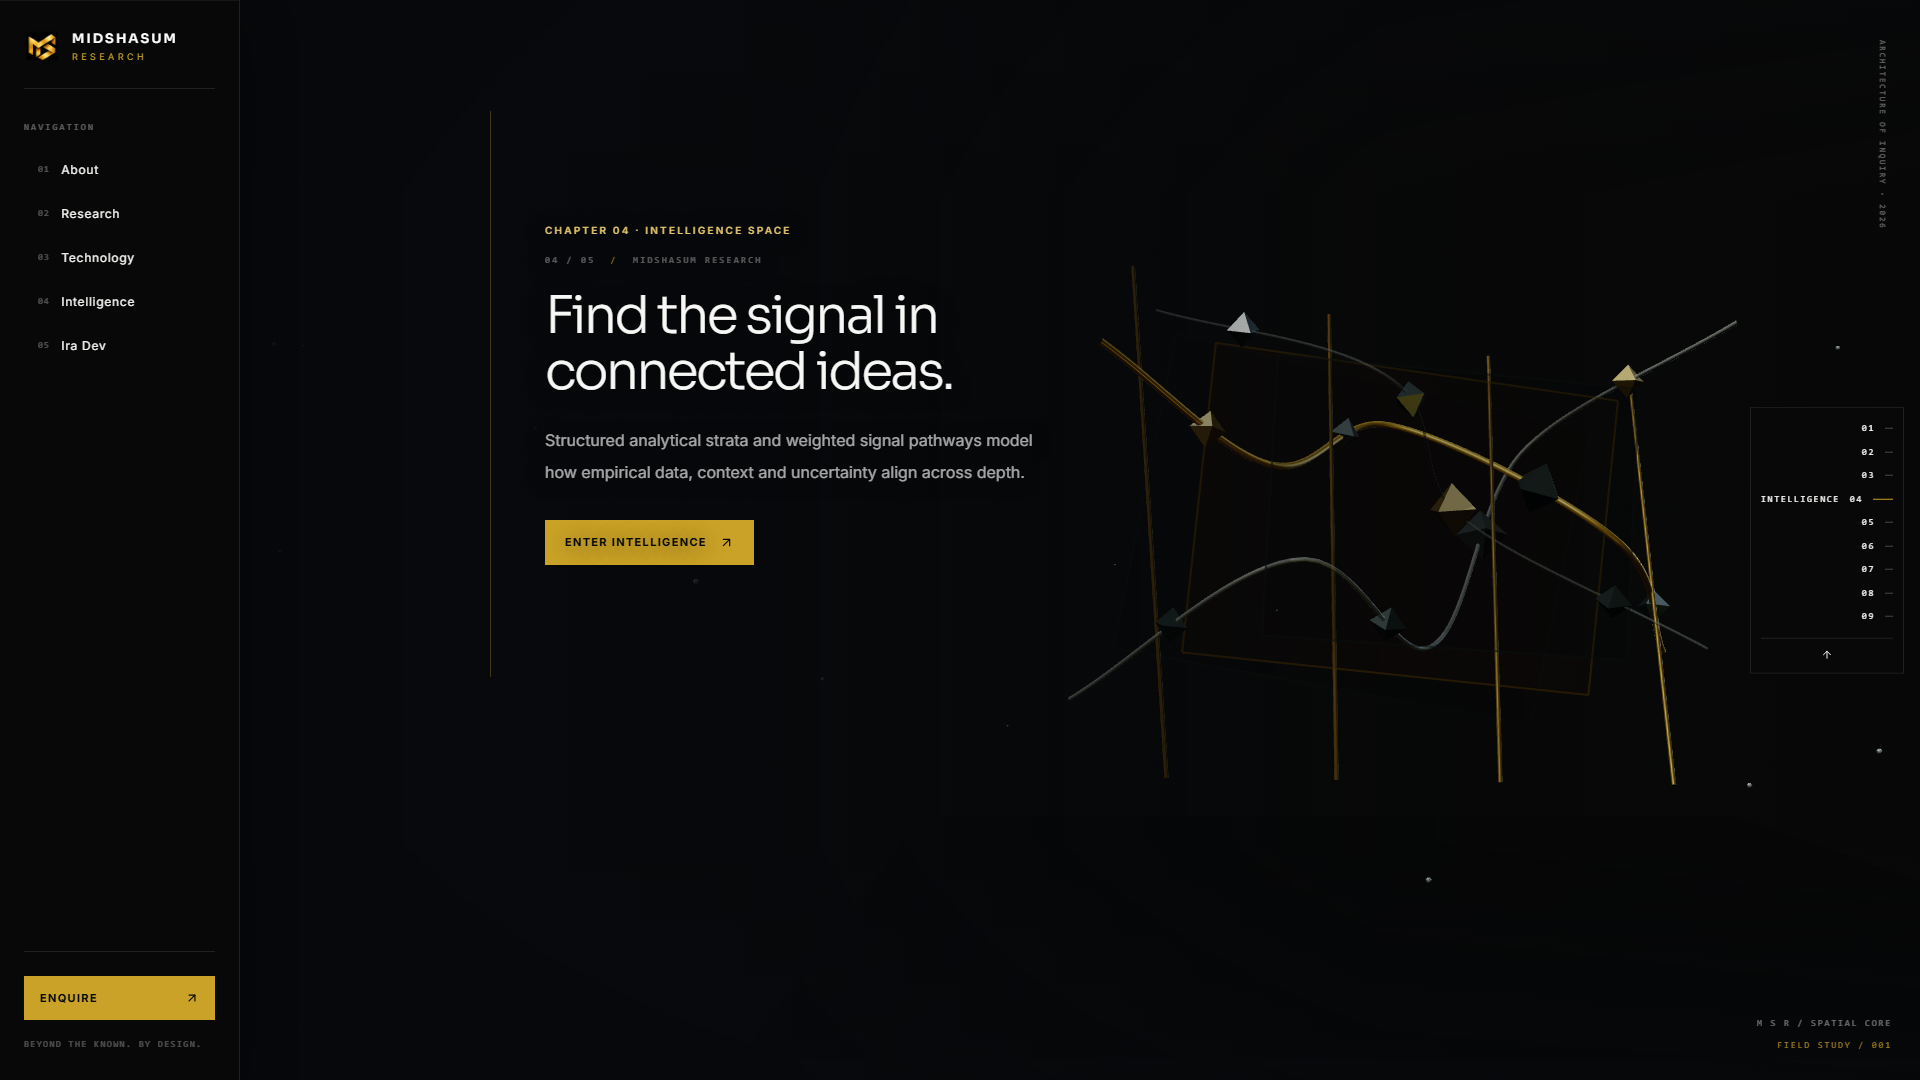 MIDSHASUM
RESEARCH
NAVIGATION
01 About
02 Research
03 Technology
04 Intelligence
05 Ira Dev
ENQUIRE
BEYOND THE KNOWN. BY DESIGN.
CHAPTER 04 · INTELLIGENCE SPACE
04 / 05 / MIDSHASUM RESEARCH
Find the signal in
connected ideas.
Structured analytical strata and weighted signal pathways model
how empirical data, context and uncertainty align across depth.
ENTER INTELLIGENCE
ARCHITECTURE OF INQUIRY · 2026
01
02
03
INTELLIGENCE 04
05
06
07
08
09
M S R / SPATIAL CORE
FIELD STUDY / 001